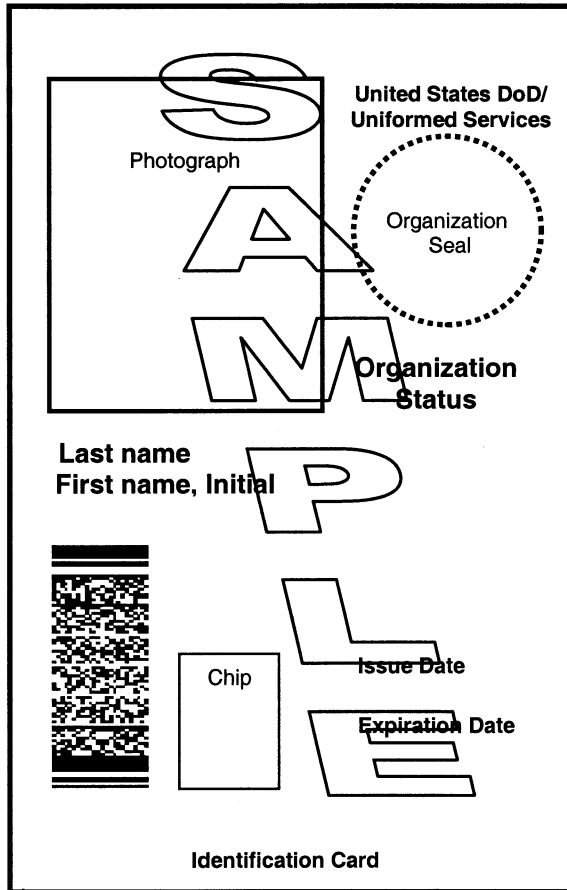 SAMPLE
United States DoD/
Uniformed Services
Photograph
Organization
Seal
Organization
Status
Last name
First name, Initial
Chip
Issue Date
Expiration Date
Identification Card